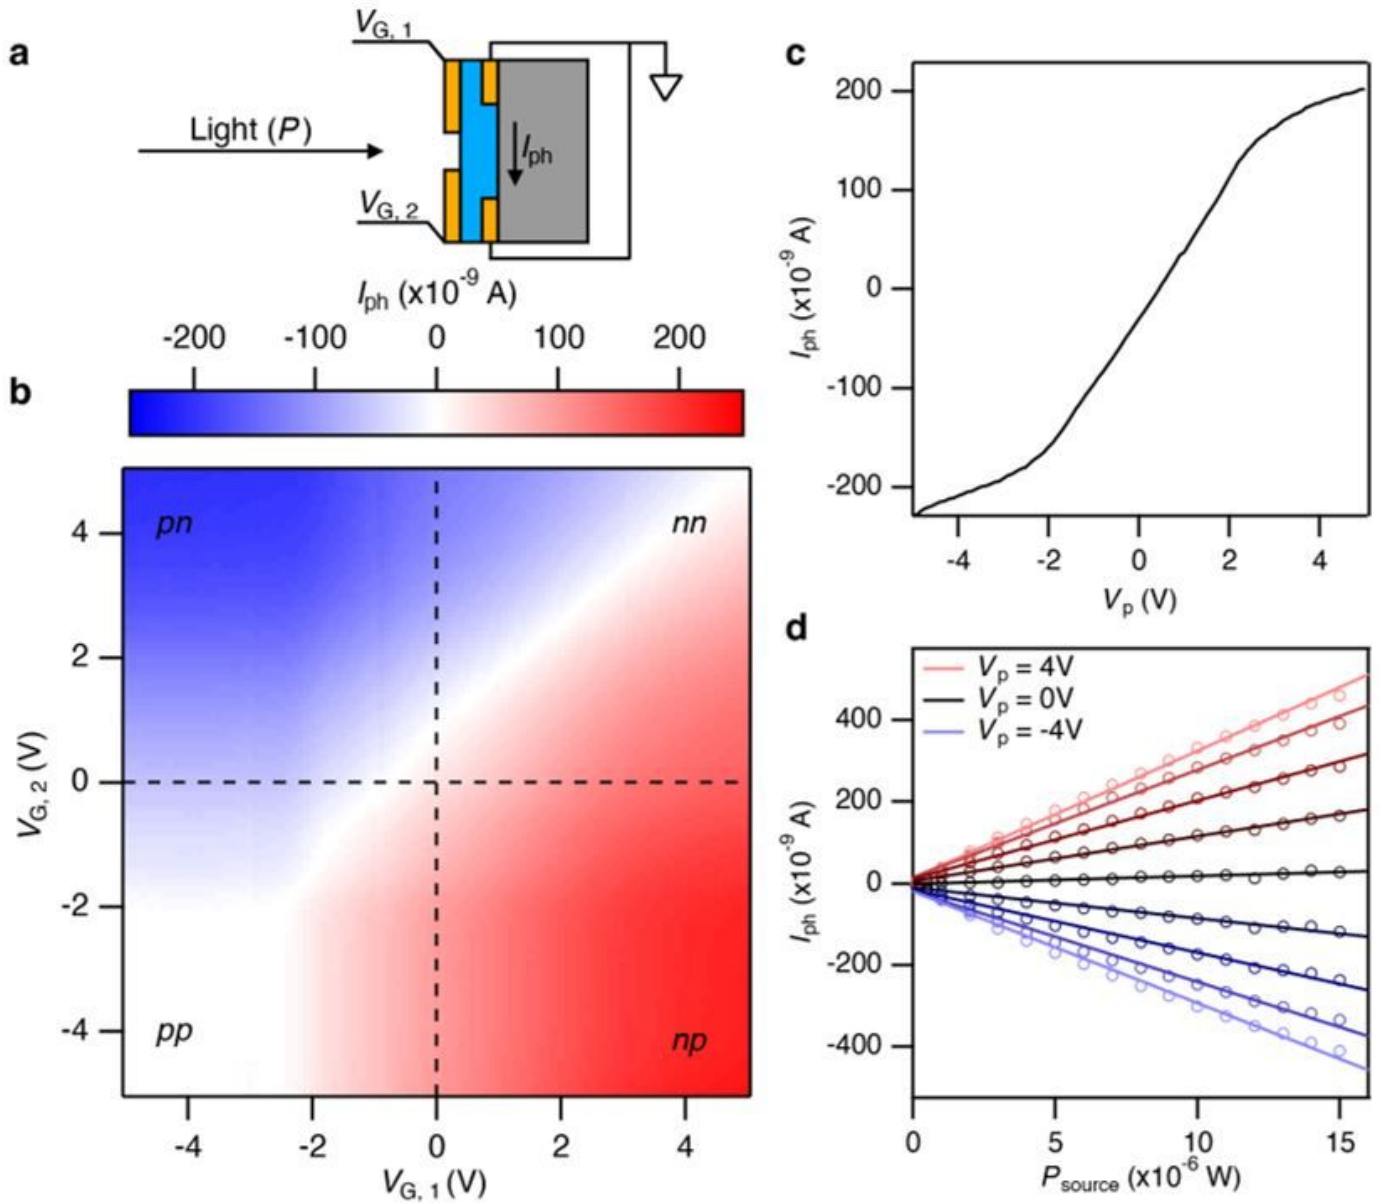 a
V_G, 1
Light (P)
I_ph
V_G, 2
I_ph (x10^-9 A)
-200 -100 0 100 200
b
pn
nn
pp
np
4
2
0
-2
-4
V_G, 2 (V)
-4 -2 0 2 4
V_G, 1 (V)
c
200
100
0
-100
-200
I_ph (x10^-9 A)
-4 -2 0 2 4
V_p (V)
d
V_p = 4V
V_p = 0V
V_p = -4V
400
200
0
-200
-400
I_ph (x10^-9 A)
0 5 10 15
P_source (x10^-6 W)